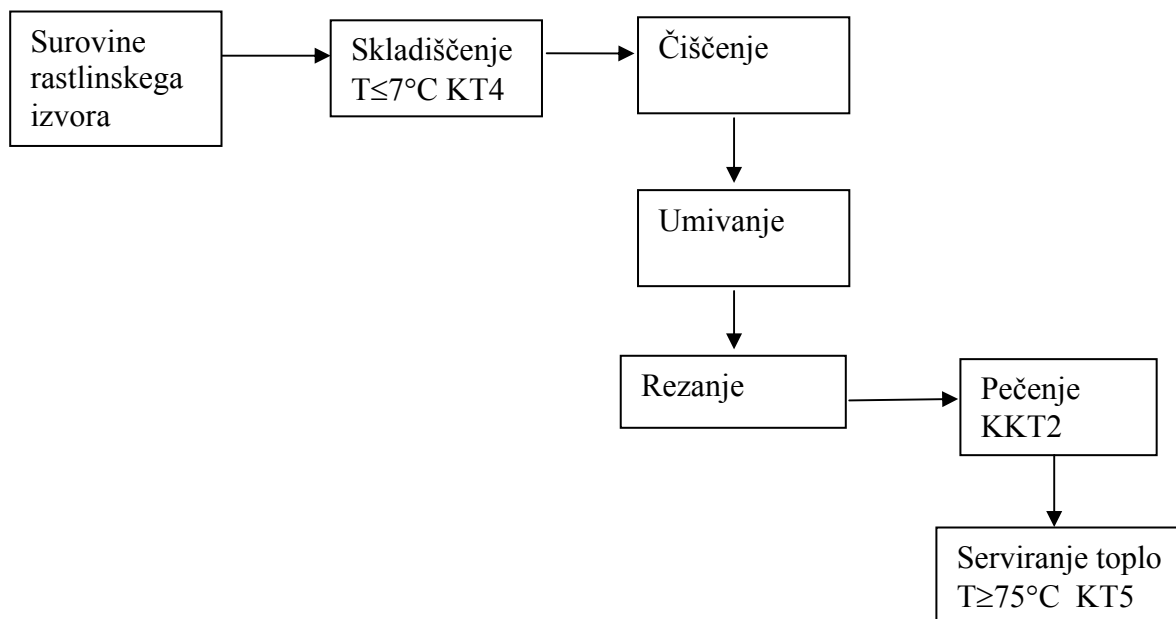 Surovine
rastlinskega
izvora
Skladiščenje
T≤7°C KT4
Čiščenje
Umivanje
Rezanje
Pečenje
KKT2
Serviranje toplo
T≥75°C  KT5